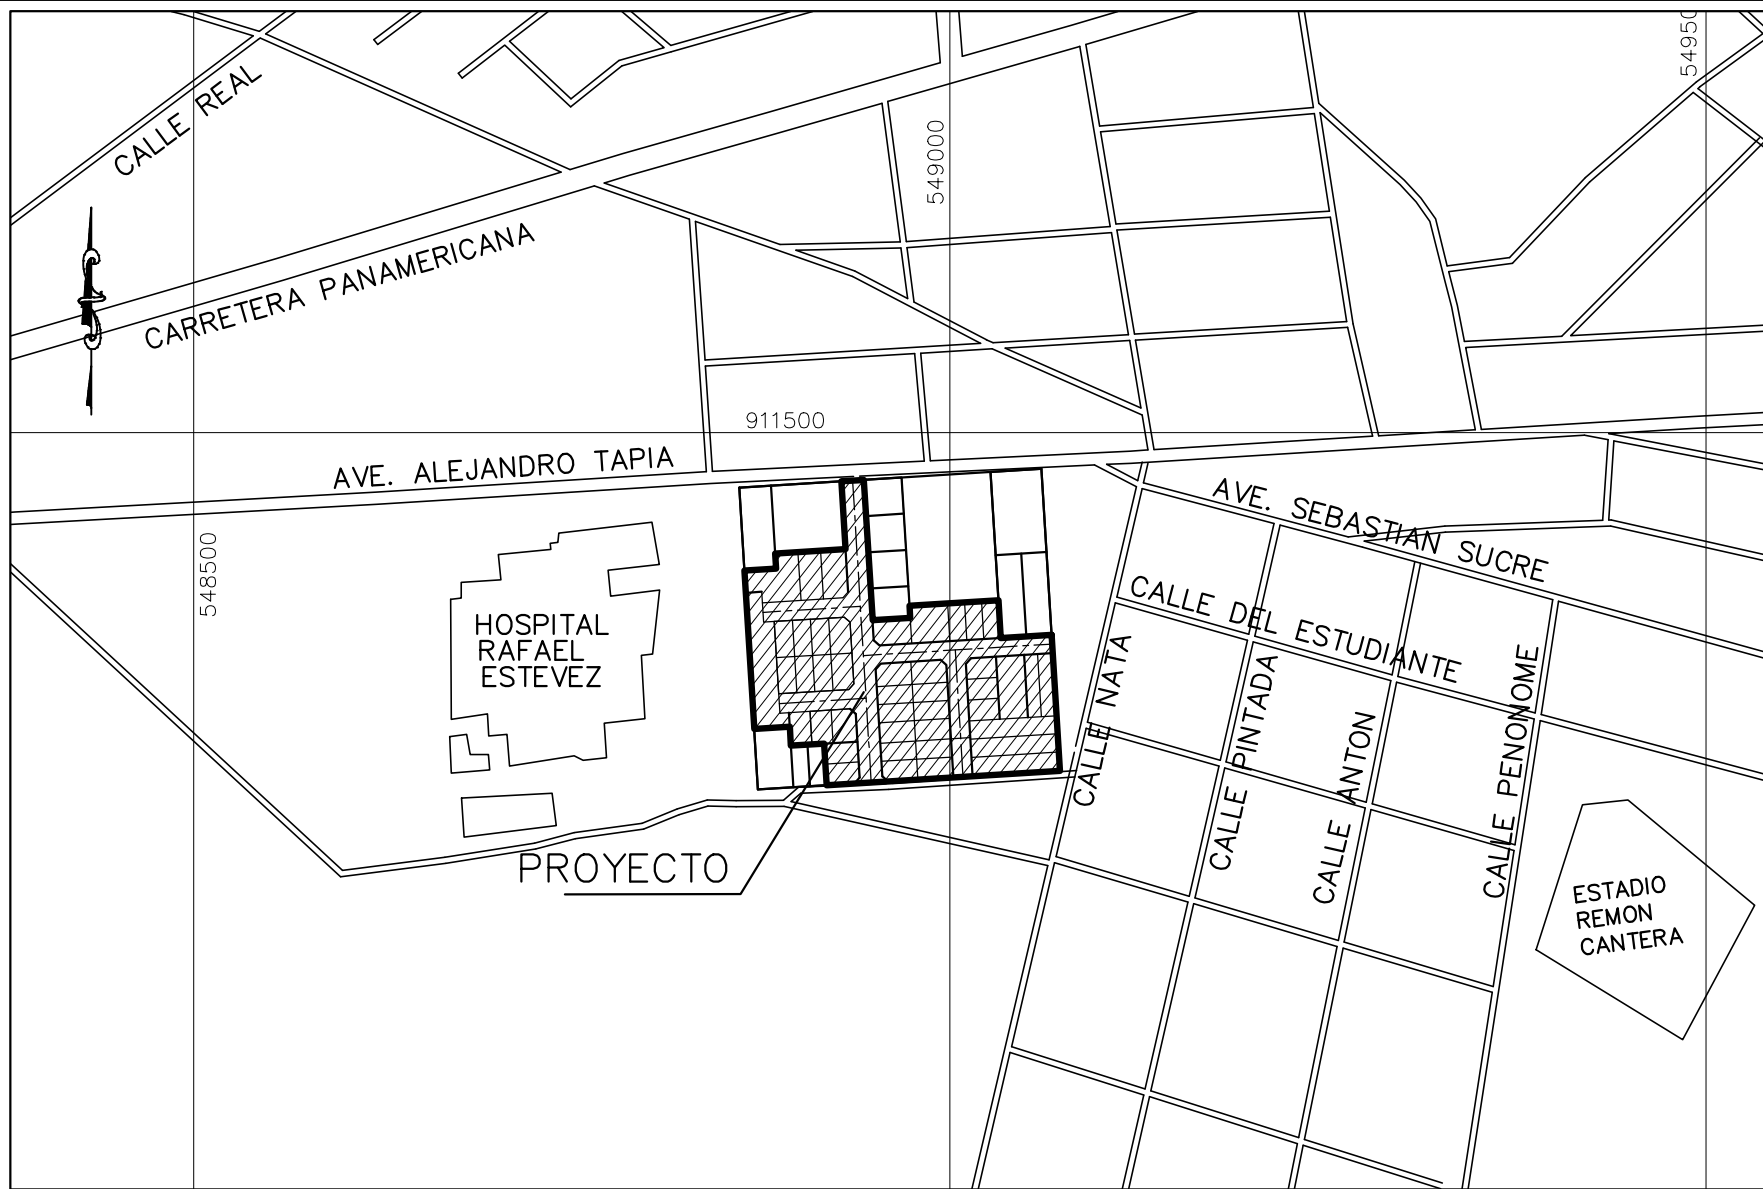 CALLE REAL
54950
549000
CARRETERA PANAMERICANA
911500
AVE. ALEJANDRO TAPIA
AVE. SEBASTIAN SUCRE
548500
HOSPITAL
RAFAEL
ESTEVEZ
CALLE DEL ESTUDIANTE
CALLE NATA
CALLE PINTADA
CALLE ANTON
CALLE PENONOME
PROYECTO
ESTADIO
REMON
CANTERA